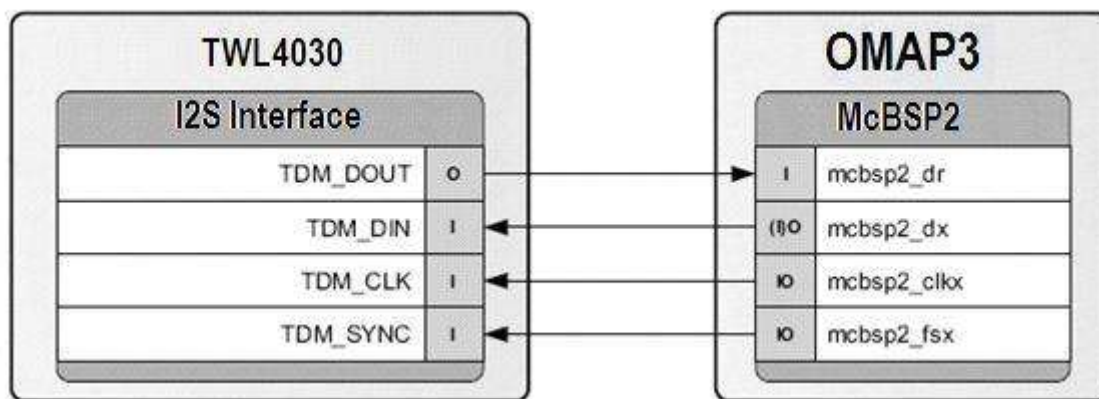 TWL4030
I2S Interface
TDM_DOUT O
TDM_DIN I
TDM_CLK I
TDM_SYNC I
OMAP3
McBSP2
I mcbsp2_dr
(I)O mcbsp2_dx
IO mcbsp2_clkx
IO mcbsp2_fsx